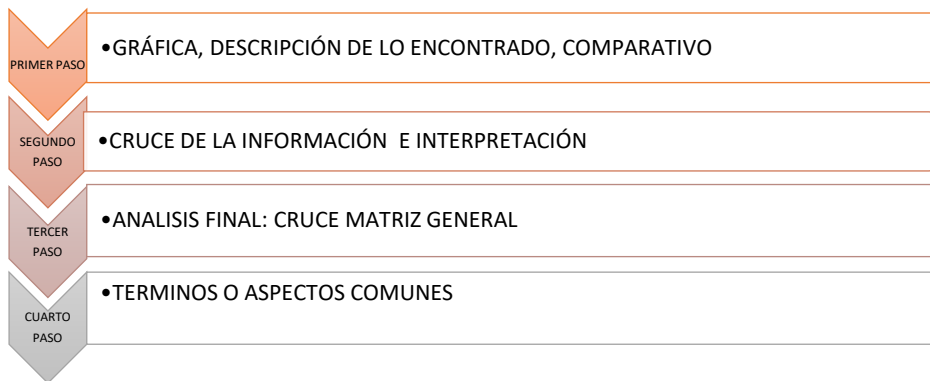 PRIMER PASO
•GRÁFICA, DESCRIPCIÓN DE LO ENCONTRADO, COMPARATIVO
SEGUNDO
PASO
•CRUCE DE LA INFORMACIÓN E INTERPRETACIÓN
TERCER
PASO
•ANALISIS FINAL: CRUCE MATRIZ GENERAL
CUARTO
PASO
•TERMINOS O ASPECTOS COMUNES